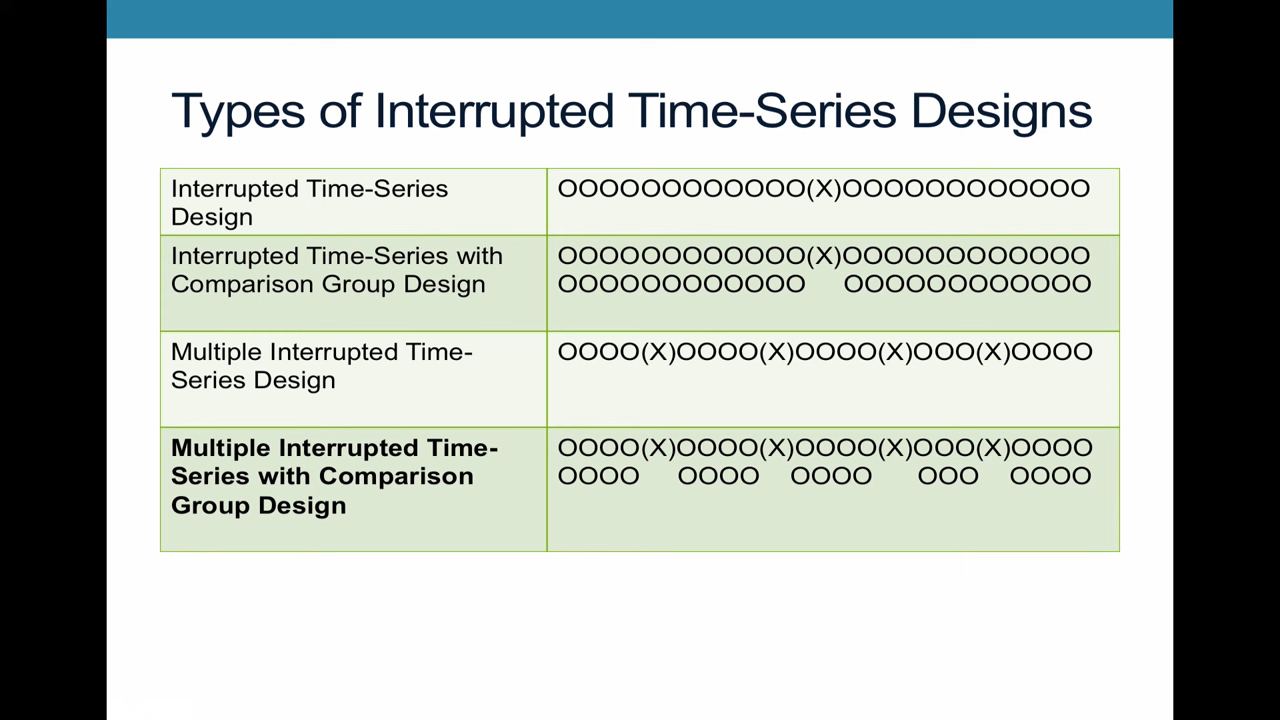 Types of Interrupted Time-Series Designs
Interrupted Time-Series
Design
OOOOOOOOOOOO(X)OOOOOOOOOOOO
Interrupted Time-Series with
Comparison Group Design
OOOOOOOOOOOO(X)OOOOOOOOOOOO
OOOOOOOOOOOO OOOOOOOOOOOO
Multiple Interrupted Time-
Series Design
OOOO(X)OOOO(X)OOOO(X)OOO(X)OOOO
Multiple Interrupted Time-
Series with Comparison
Group Design
OOOO(X)OOOO(X)OOOO(X)OOO(X)OOOO
OOOO OOOO OOOO OOO OOOO